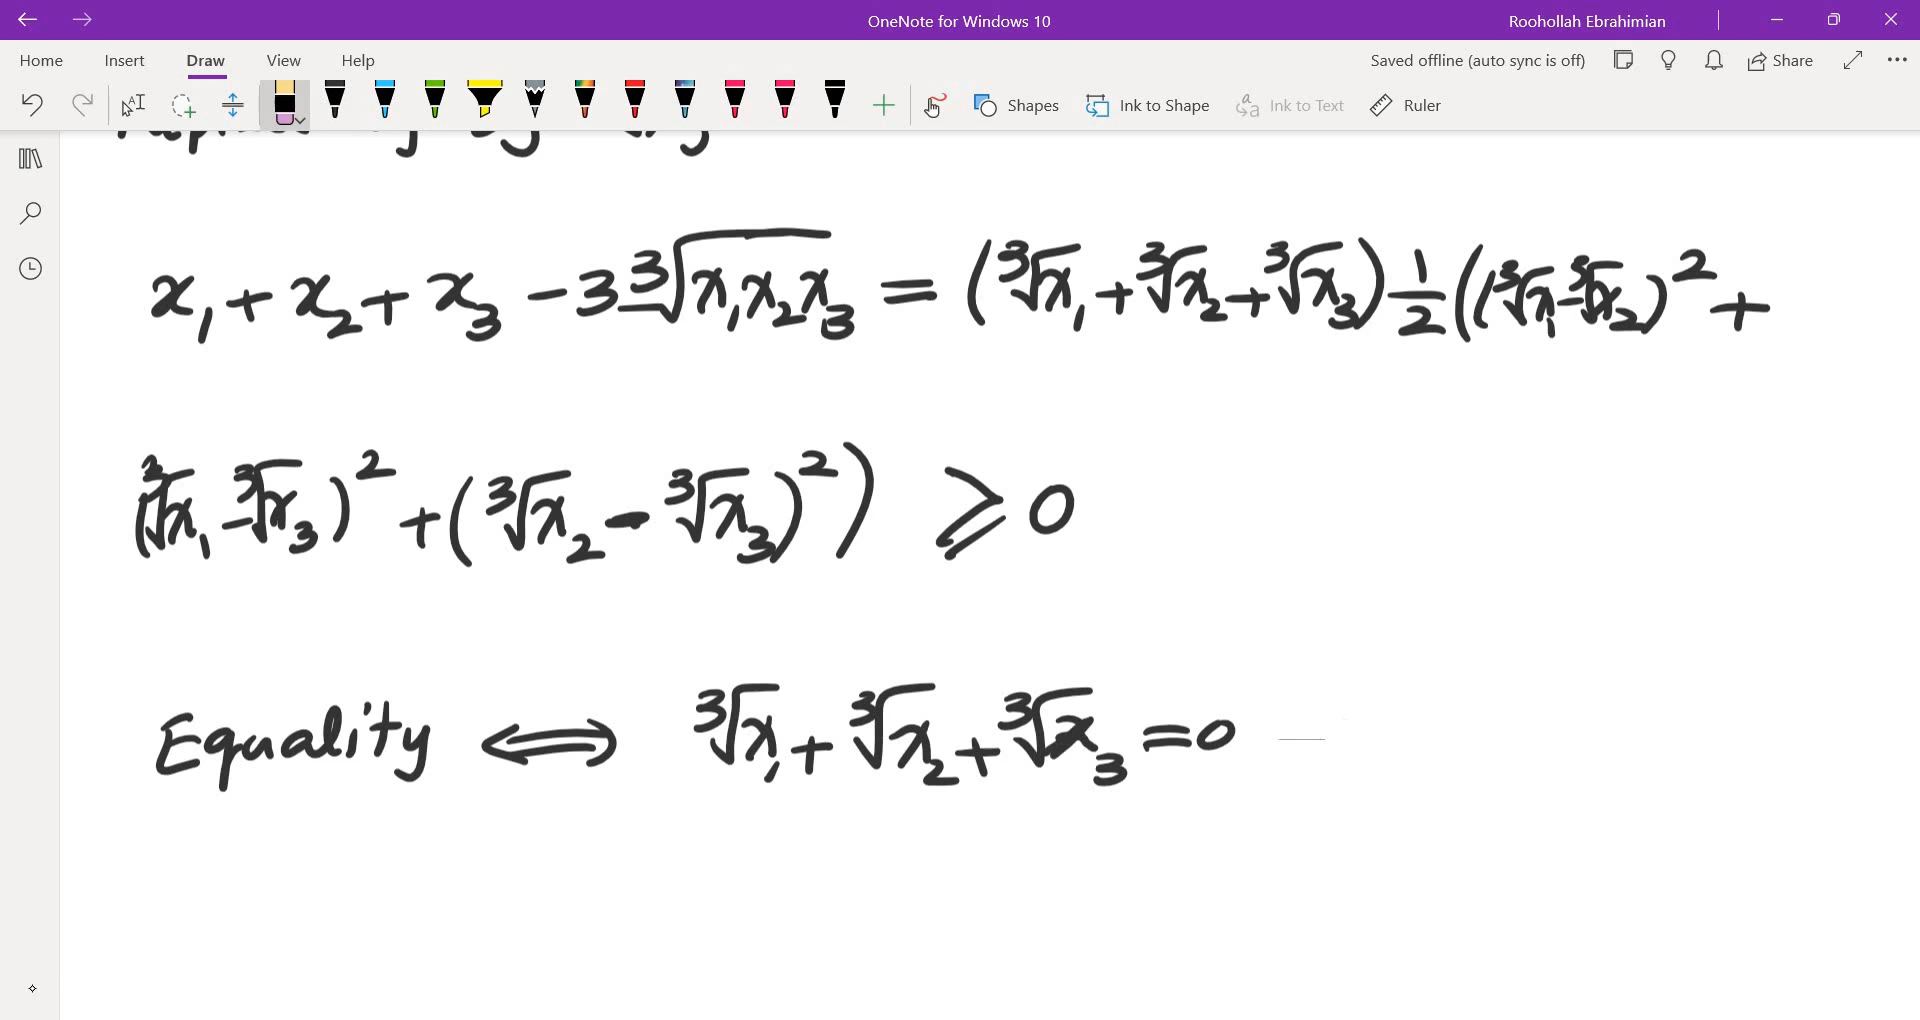 OneNote for Windows 10 Roohollah Ebrahimian
Home Insert Draw View Help Saved offline (auto sync is off) Share
Shapes Ink to Shape Ink to Text Ruler
x₁ + x₂ + x₃ - 3 ∛(x₁x₂x₃) = (∛x₁ + ∛x₂ + ∛x₃) 1/2 ((∛x₁ - ∛x₂)² +
(∛x₁ - ∛x₃)² + (∛x₂ - ∛x₃)²) ≥ 0
Equality ⟺ ∛x₁ + ∛x₂ + ∛x₃ = 0